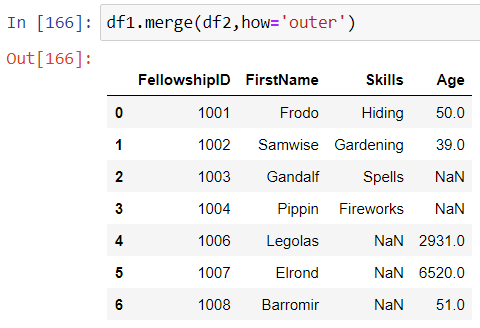 In [166]: df1.merge(df2,how='outer')
Out[166]:
FellowshipID FirstName Skills Age
0 1001 Frodo Hiding 50.0
1 1002 Samwise Gardening 39.0
2 1003 Gandalf Spells NaN
3 1004 Pippin Fireworks NaN
4 1006 Legolas NaN 2931.0
5 1007 Elrond NaN 6520.0
6 1008 Barromir NaN 51.0